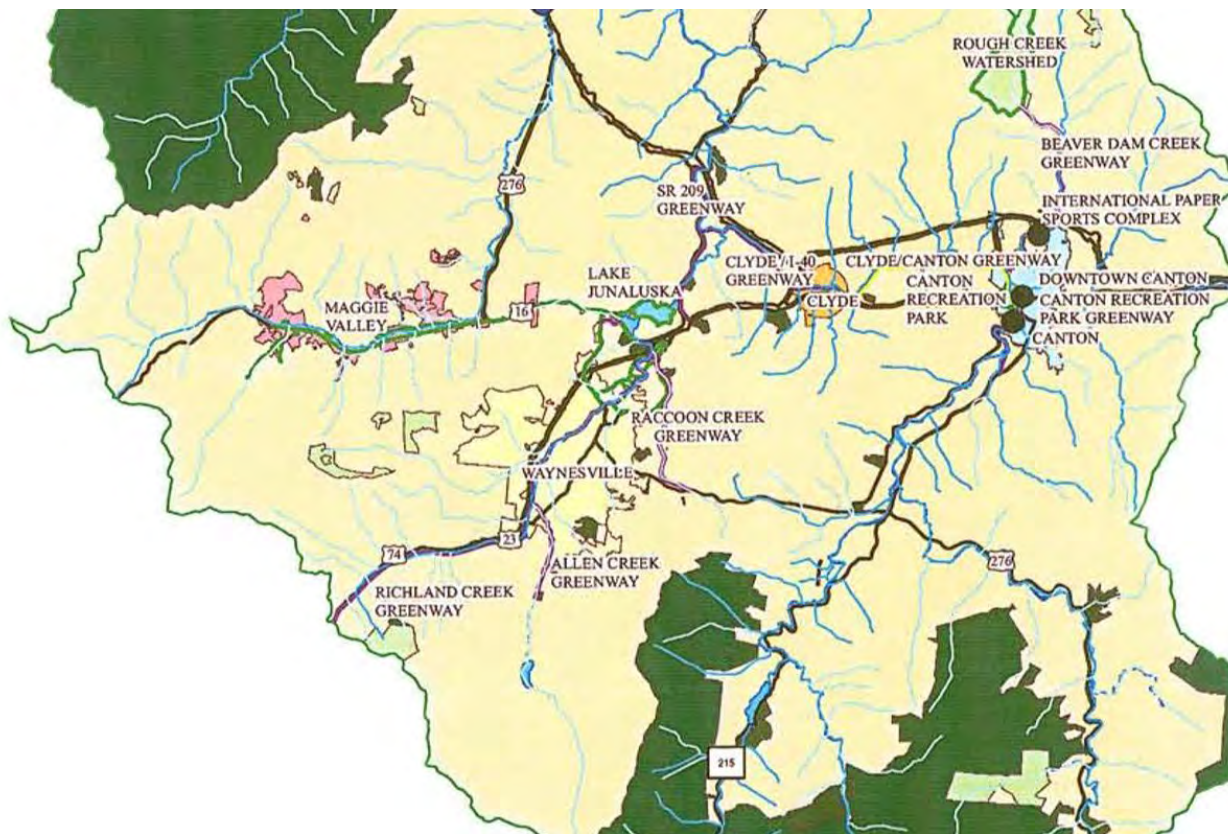 ROUGH CREEK
WATERSHED
BEAVER DAM CREEK
GREENWAY
276
SR 209
GREENWAY
INTERNATIONAL PAPER
SPORTS COMPLEX
CLYDE / I-40
GREENWAY
CLYDE/CANTON GREENWAY
LAKE
JUNALUSKA
CANTON
RECREATION
PARK
DOWNTOWN CANTON
CANTON RECREATION
PARK GREENWAY
CANTON
CLYDE
MAGGIE
VALLEY
16
RACCOON CREEK
GREENWAY
WAYNESVILLE
23
74
ALLEN CREEK
GREENWAY
276
RICHLAND CREEK
GREENWAY
215